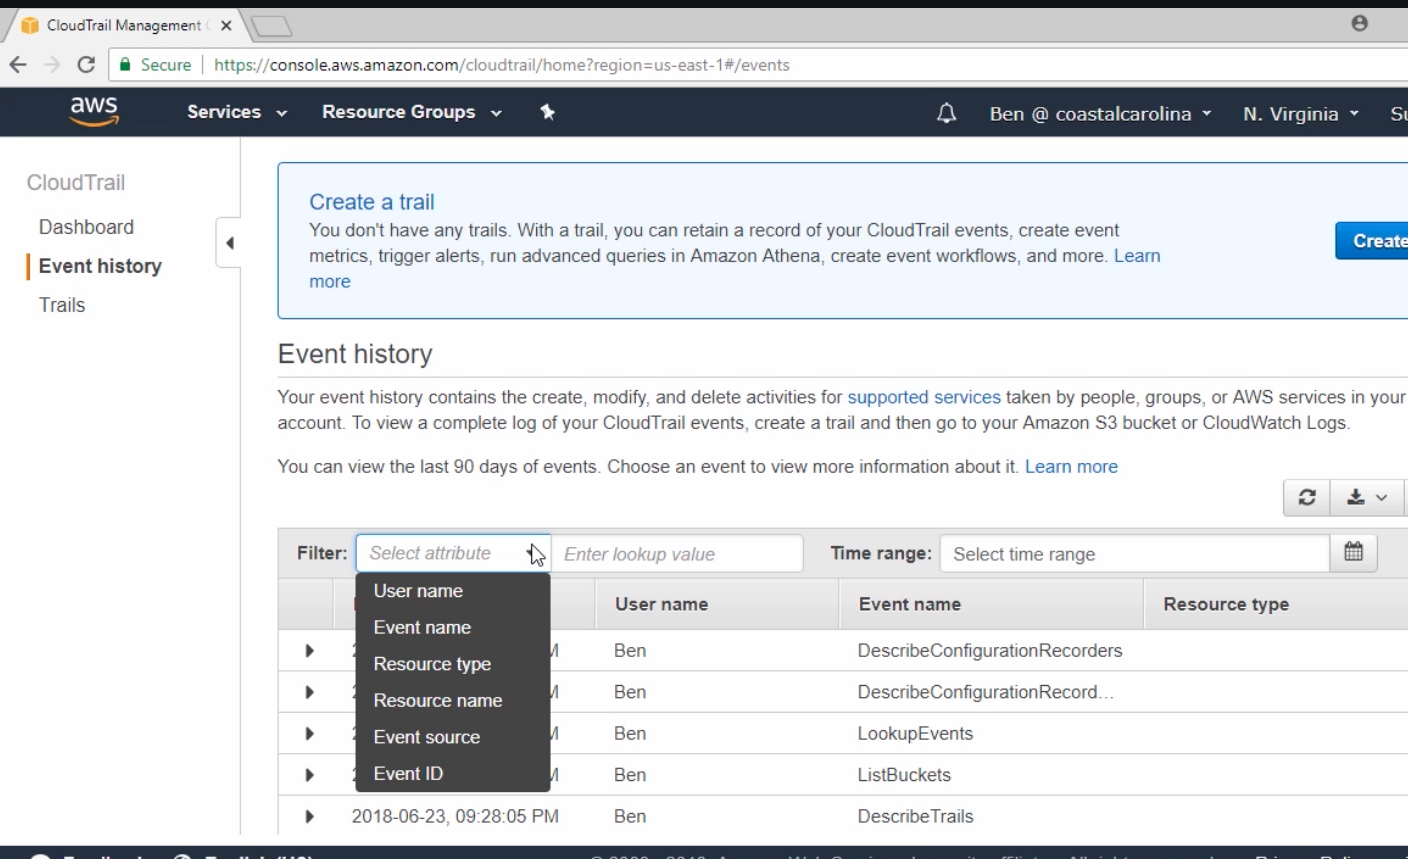 CloudTrail Management
Secure https://console.aws.amazon.com/cloudtrail/home?region=us-east-1#/events
aws Services Resource Groups Ben @ coastalcarolina N. Virginia
CloudTrail
Dashboard
Event history
Trails
Create a trail
You don't have any trails. With a trail, you can retain a record of your CloudTrail events, create event
metrics, trigger alerts, run advanced queries in Amazon Athena, create event workflows, and more. Learn
more
Create
Event history
Your event history contains the create, modify, and delete activities for supported services taken by people, groups, or AWS services in your
account. To view a complete log of your CloudTrail events, create a trail and then go to your Amazon S3 bucket or CloudWatch Logs.
You can view the last 90 days of events. Choose an event to view more information about it. Learn more
Filter: Select attribute Enter lookup value Time range: Select time range
User name
Event name
Resource type
Resource name
Event source
Event ID
User name Event name Resource type
Ben DescribeConfigurationRecorders
Ben DescribeConfigurationRecord...
Ben LookupEvents
Ben ListBuckets
2018-06-23, 09:28:05 PM Ben DescribeTrails